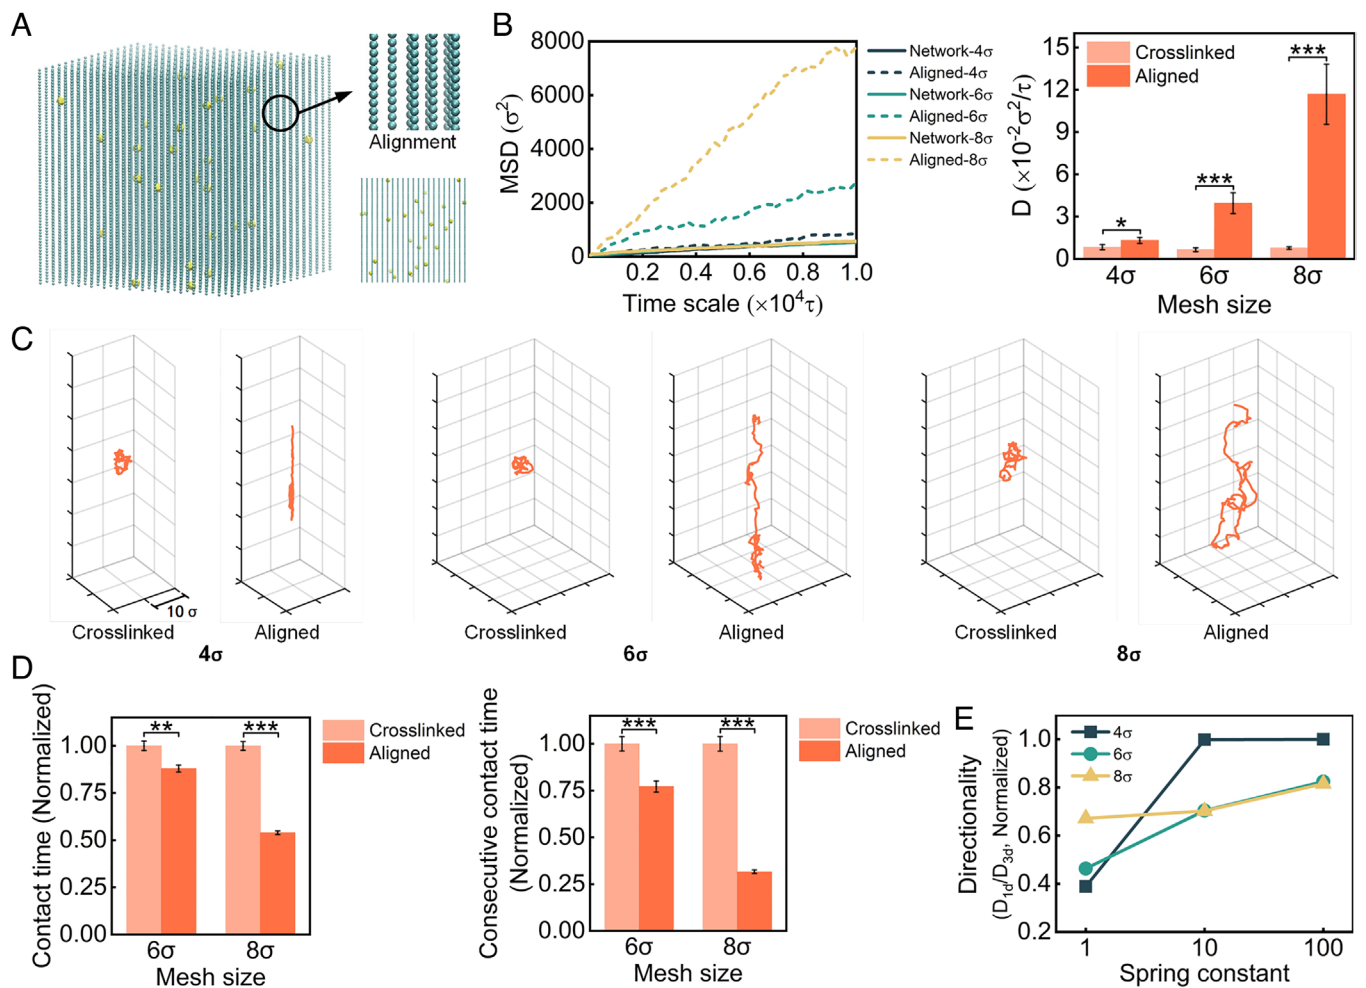 A
Alignment
B
MSD (σ²)
8000
6000
4000
2000
0
0.2
0.4
0.6
0.8
1.0
Time scale (×10⁴τ)
Network-4σ
Aligned-4σ
Network-6σ
Aligned-6σ
Network-8σ
Aligned-8σ
D (×10⁻²σ²/τ)
15
12
9
6
3
0
Crosslinked
Aligned
*
***
***
4σ
6σ
8σ
Mesh size
C
10 σ
Crosslinked
Aligned
Crosslinked
Aligned
Crosslinked
Aligned
4σ
6σ
8σ
D
Contact time (Normalized)
1.00
0.75
0.50
0.25
0.00
**
***
Crosslinked
Aligned
6σ
8σ
Mesh size
Consecutive contact time
(Normalized)
1.00
0.75
0.50
0.25
0.00
***
***
Crosslinked
Aligned
6σ
8σ
Mesh size
E
Directionality
(D1d/D3d, Normalized)
1.0
0.8
0.6
0.4
0.2
4σ
6σ
8σ
1
10
100
Spring constant